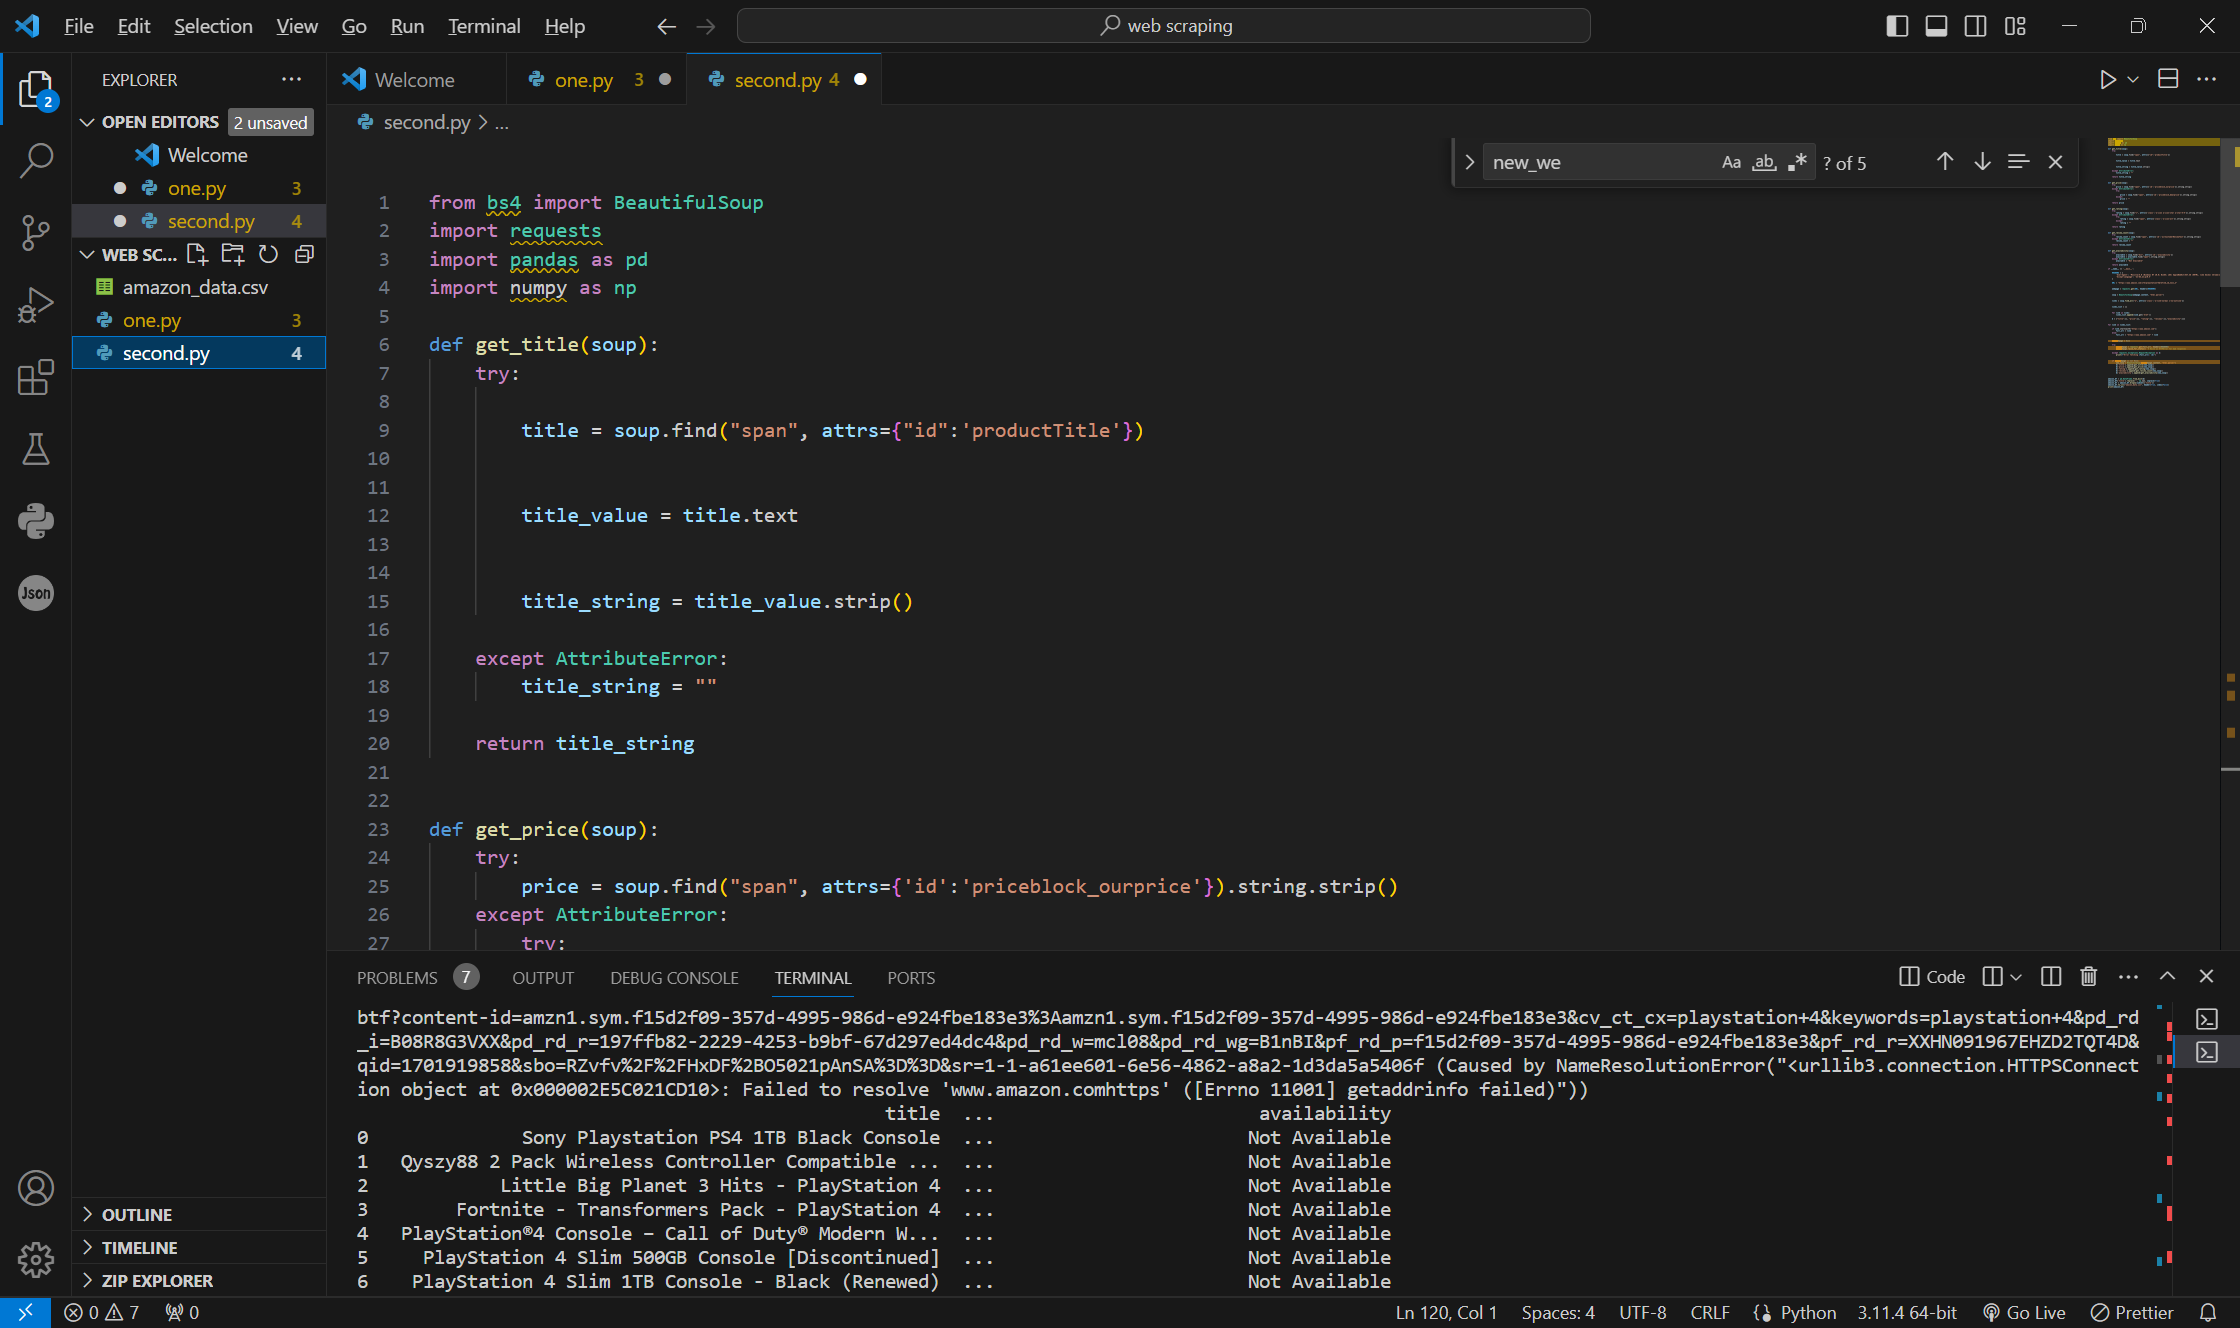 File Edit Selection View Go Run Terminal Help
web scraping
EXPLORER
OPEN EDITORS 2 unsaved
Welcome
one.py 3
second.py 4
WEB SC...
amazon_data.csv
one.py 3
second.py 4
OUTLINE
TIMELINE
ZIP EXPLORER
2
Json
Welcome one.py 3 second.py 4
second.py > ...
new_we Aa ab ? of 5
1 from bs4 import BeautifulSoup
2 import requests
3 import pandas as pd
4 import numpy as np
5
6 def get_title(soup):
7 try:
8
9 title = soup.find("span", attrs={"id":'productTitle'})
10
11
12 title_value = title.text
13
14
15 title_string = title_value.strip()
16
17 except AttributeError:
18 title_string = ""
19
20 return title_string
21
22
23 def get_price(soup):
24 try:
25 price = soup.find("span", attrs={'id':'priceblock_ourprice'}).string.strip()
26 except AttributeError:
27 try:
PROBLEMS 7 OUTPUT DEBUG CONSOLE TERMINAL PORTS Code
btf?content-id=amzn1.sym.f15d2f09-357d-4995-986d-e924fbe183e3%3Aamzn1.sym.f15d2f09-357d-4995-986d-e924fbe183e3&cv_ct_cx=playstation+4&keywords=playstation+4&pd_rd
_i=B08R8G3VXX&pd_rd_r=197ffb82-2229-4253-b9bf-67d297ed4dc4&pd_rd_w=mcl08&pd_rd_wg=B1nBI&pf_rd_p=f15d2f09-357d-4995-986d-e924fbe183e3&pf_rd_r=XXHN091967EHZD2TQT4D&
qid=1701919858&sbo=RZvfv%2F%2FHxDF%2BO5021pAnSA%3D%3D&sr=1-1-a61ee601-6e56-4862-a8a2-1d3da5a5406f (Caused by NameResolutionError("<urllib3.connection.HTTPSConnect
ion object at 0x000002E5C021CD10>: Failed to resolve 'www.amazon.comhttps' ([Errno 11001] getaddrinfo failed)"))
title ... availability
0 Sony Playstation PS4 1TB Black Console ... Not Available
1 Qyszy88 2 Pack Wireless Controller Compatible ... ... Not Available
2 Little Big Planet 3 Hits - PlayStation 4 ... Not Available
3 Fortnite - Transformers Pack - PlayStation 4 ... Not Available
4 PlayStation®4 Console – Call of Duty® Modern W... ... Not Available
5 PlayStation 4 Slim 500GB Console [Discontinued] ... Not Available
6 PlayStation 4 Slim 1TB Console - Black (Renewed) ... Not Available
0 7 0 Ln 120, Col 1 Spaces: 4 UTF-8 CRLF Python 3.11.4 64-bit Go Live Prettier